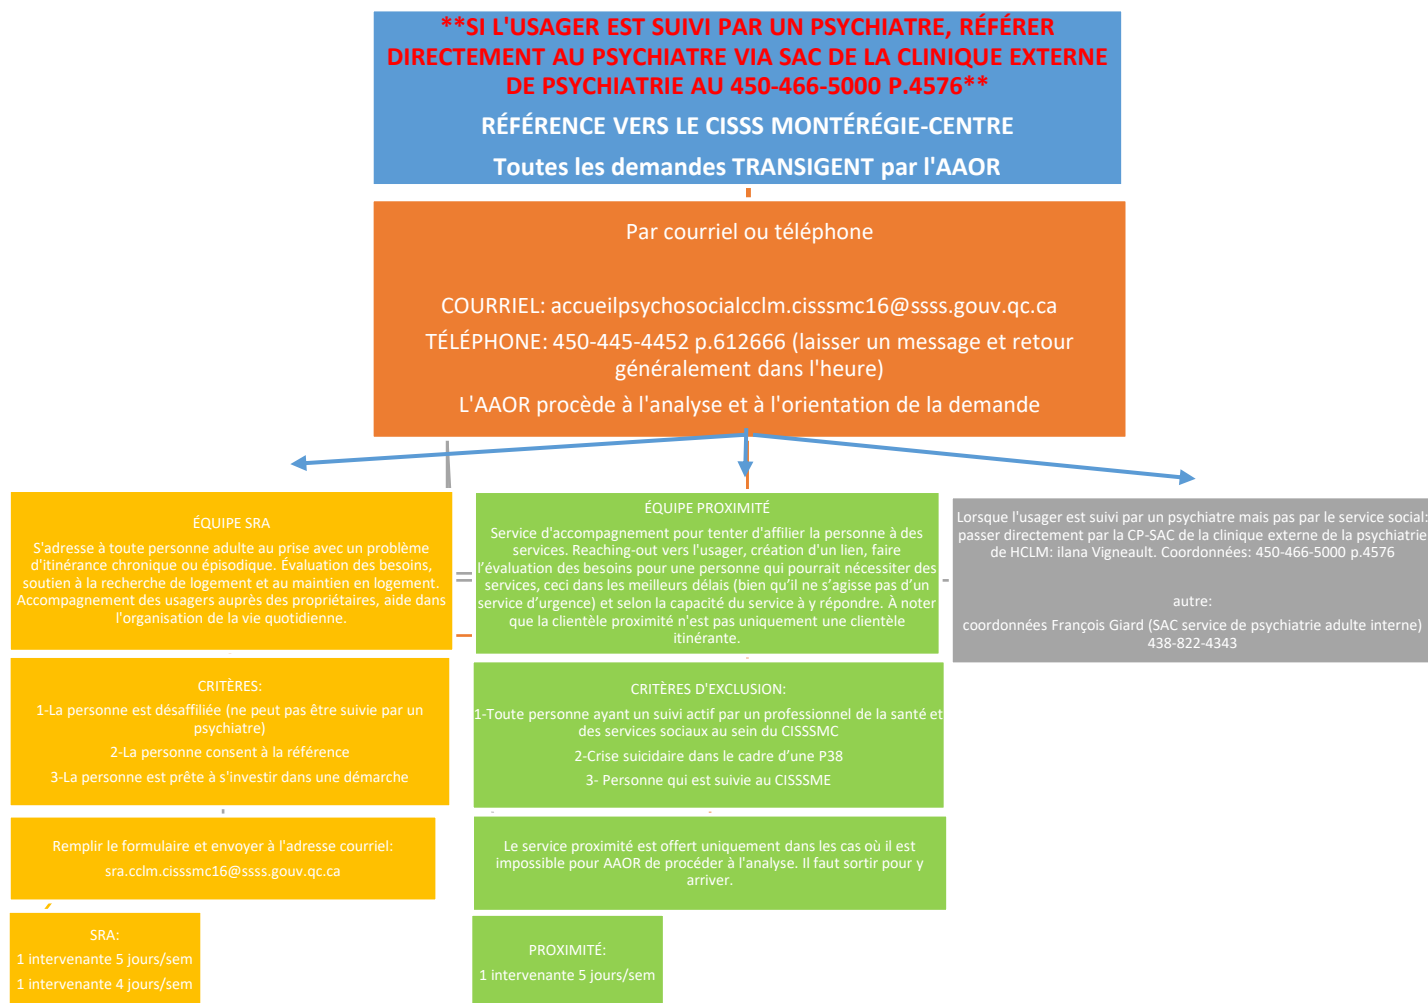 **SI L'USAGER EST SUIVI PAR UN PSYCHIATRE, RÉFÉRER
DIRECTEMENT AU PSYCHIATRE VIA SAC DE LA CLINIQUE EXTERNE
DE PSYCHIATRIE AU 450-466-5000 P.4576**
RÉFÉRENCE VERS LE CISSS MONTÉRÉGIE-CENTRE
Toutes les demandes TRANSIGENT par l'AAOR
Par courriel ou téléphone
COURRIEL: accueilpsychosocialcclm.cisssmc16@ssss.gouv.qc.ca
TÉLÉPHONE: 450-445-4452 p.612666 (laisser un message et retour
généralement dans l'heure)
L'AAOR procède à l'analyse et à l'orientation de la demande
ÉQUIPE SRA
S'adresse à toute personne adulte au prise avec un problème
d'itinérance chronique ou épisodique. Évaluation des besoins,
soutien à la recherche de logement et au maintien en logement.
Accompagnement des usagers auprès des propriétaires, aide dans
l'organisation de la vie quotidienne.
CRITÈRES:
1-La personne est désaffiliée (ne peut pas être suivie par un
psychiatre)
2-La personne consent à la référence
3-La personne est prête à s'investir dans une démarche
Remplir le formulaire et envoyer à l'adresse courriel:
sra.cclm.cisssmc16@ssss.gouv.qc.ca
SRA:
1 intervenante 5 jours/sem
1 intervenante 4 jours/sem
ÉQUIPE PROXIMITÉ
Service d'accompagnement pour tenter d'affilier la personne à des
services. Reaching-out vers l'usager, création d'un lien, faire
l’évaluation des besoins pour une personne qui pourrait nécessiter des
services, ceci dans les meilleurs délais (bien qu’il ne s’agisse pas d’un
service d’urgence) et selon la capacité du service à y répondre. À noter
que la clientèle proximité n'est pas uniquement une clientèle
itinérante.
CRITÈRES D'EXCLUSION:
1-Toute personne ayant un suivi actif par un professionnel de la santé et
des services sociaux au sein du CISSSMC
2-Crise suicidaire dans le cadre d’une P38
3- Personne qui est suivie au CISSSME
Le service proximité est offert uniquement dans les cas où il est
impossible pour AAOR de procéder à l'analyse. Il faut sortir pour y
arriver.
PROXIMITÉ:
1 intervenante 5 jours/sem
Lorsque l'usager est suivi par un psychiatre mais pas par le service social:
passer directement par la CP-SAC de la clinique externe de la psychiatrie
de HCLM: ilana Vigneault. Coordonnées: 450-466-5000 p.4576
autre:
coordonnées François Giard (SAC service de psychiatrie adulte interne)
438-822-4343